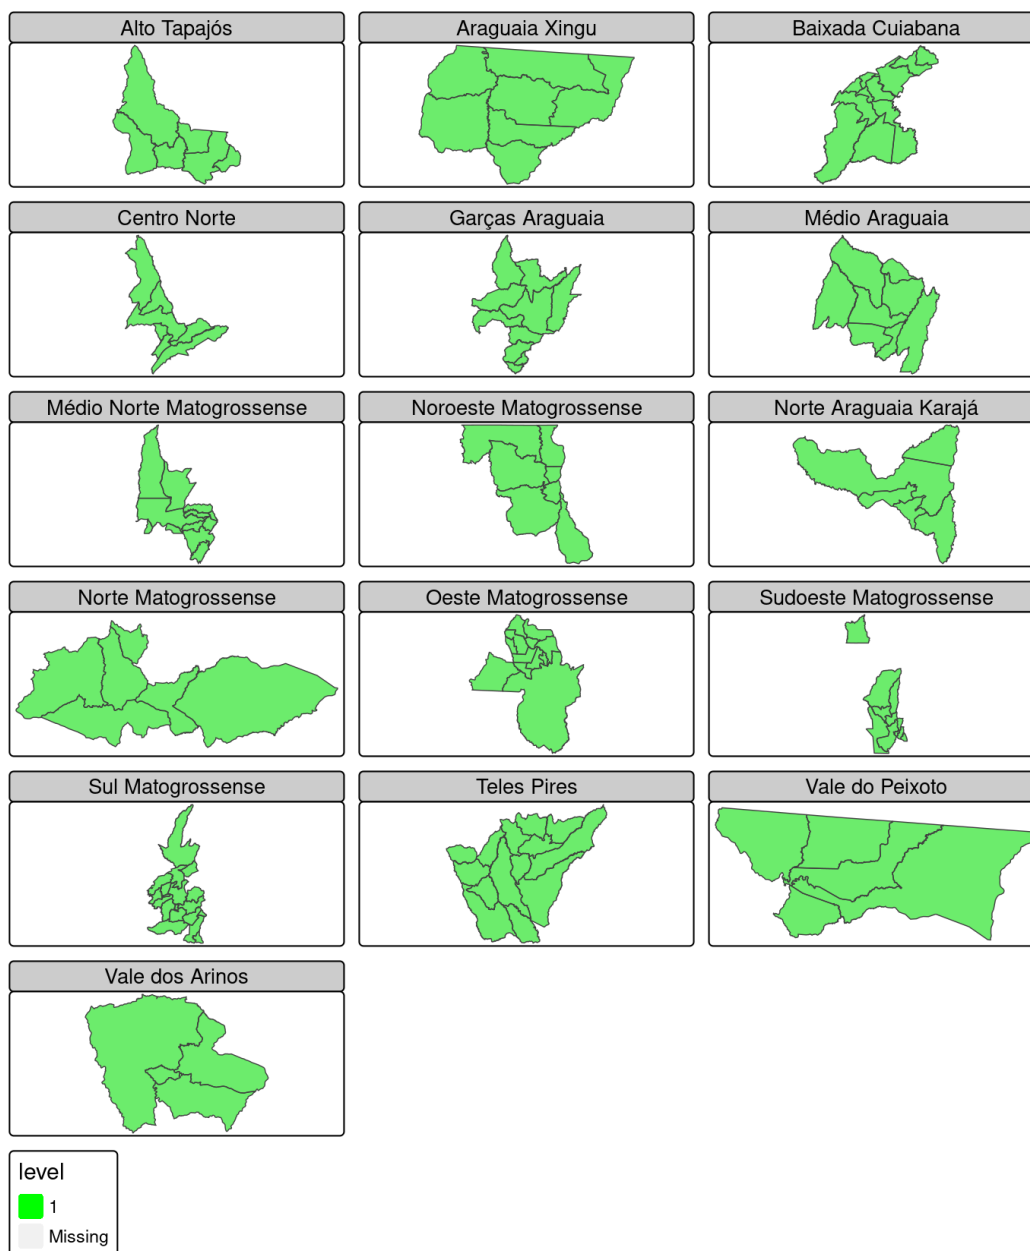 Alto Tapajós
Araguaia Xingu
Baixada Cuiabana
Centro Norte
Garças Araguaia
Médio Araguaia
Médio Norte Matogrossense
Noroeste Matogrossense
Norte Araguaia Karajá
Norte Matogrossense
Oeste Matogrossense
Sudoeste Matogrossense
Sul Matogrossense
Teles Pires
Vale do Peixoto
Vale dos Arinos
level
1
Missing